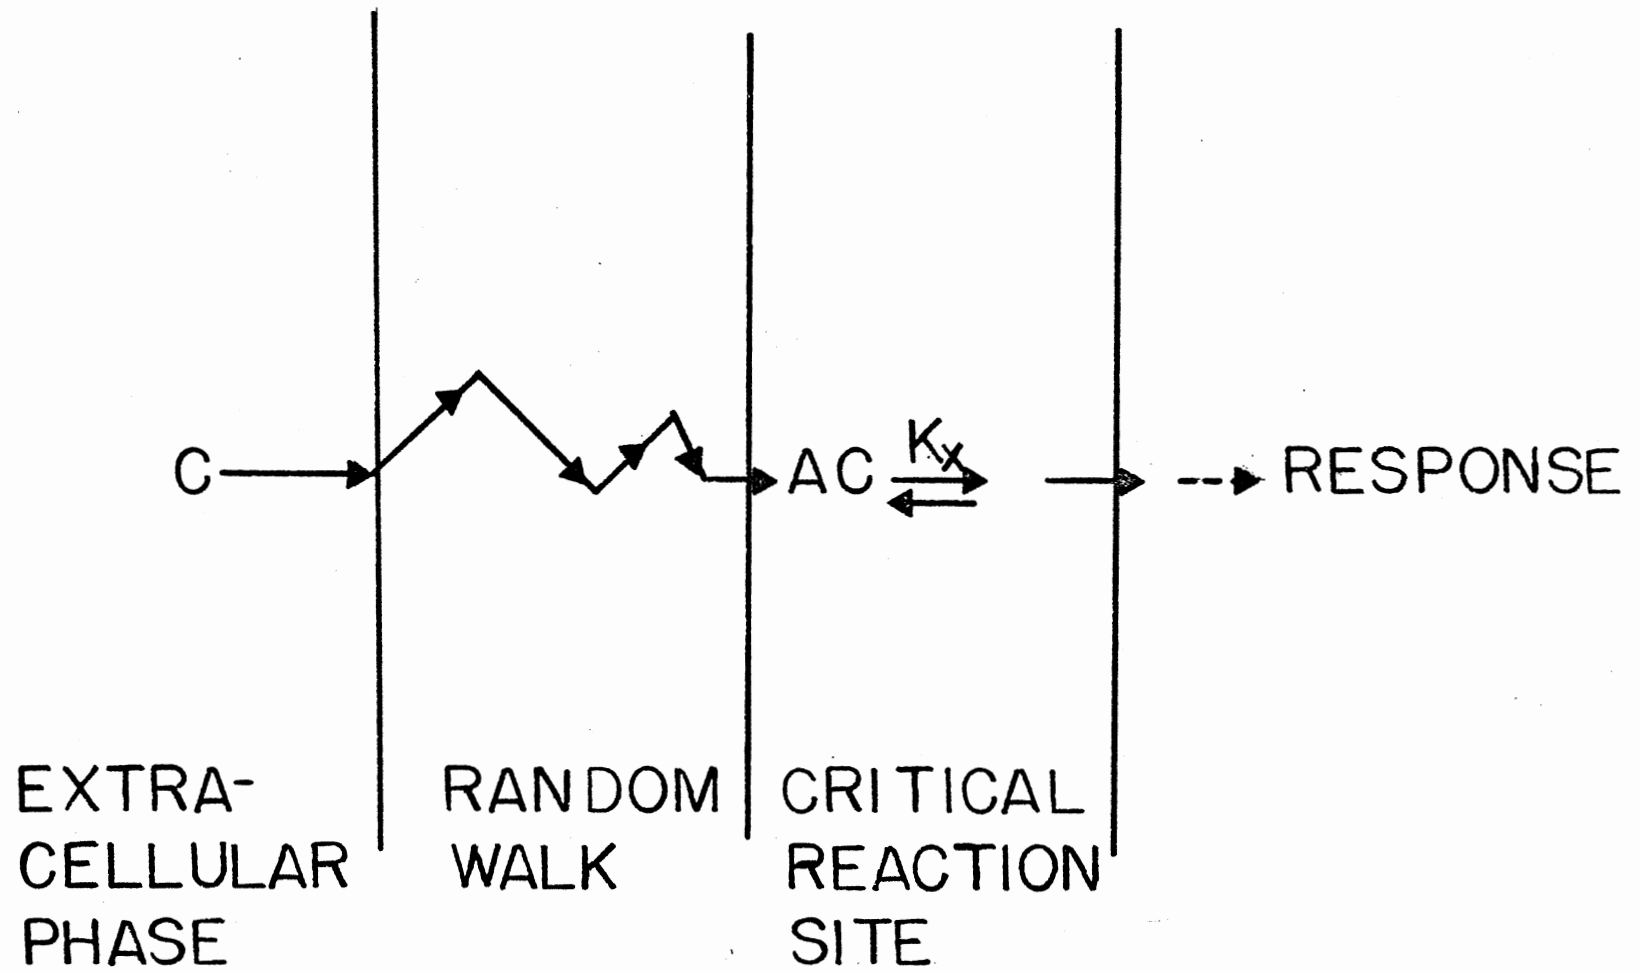 C
AC
Kx
RESPONSE
EXTRA-
CELLULAR
PHASE
RANDOM
WALK
CRITICAL
REACTION
SITE